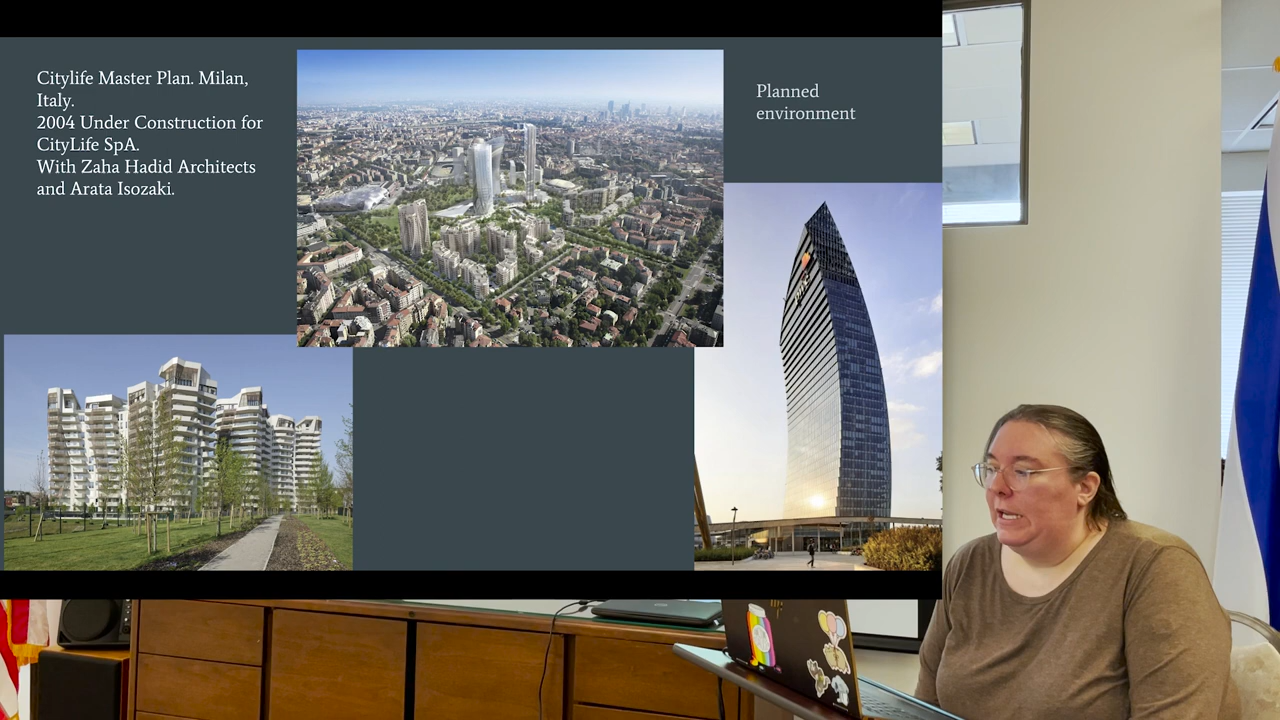 Citylife Master Plan. Milan,
Italy.
2004 Under Construction for
CityLife SpA.
With Zaha Hadid Architects
and Arata Isozaki.
Planned
environment